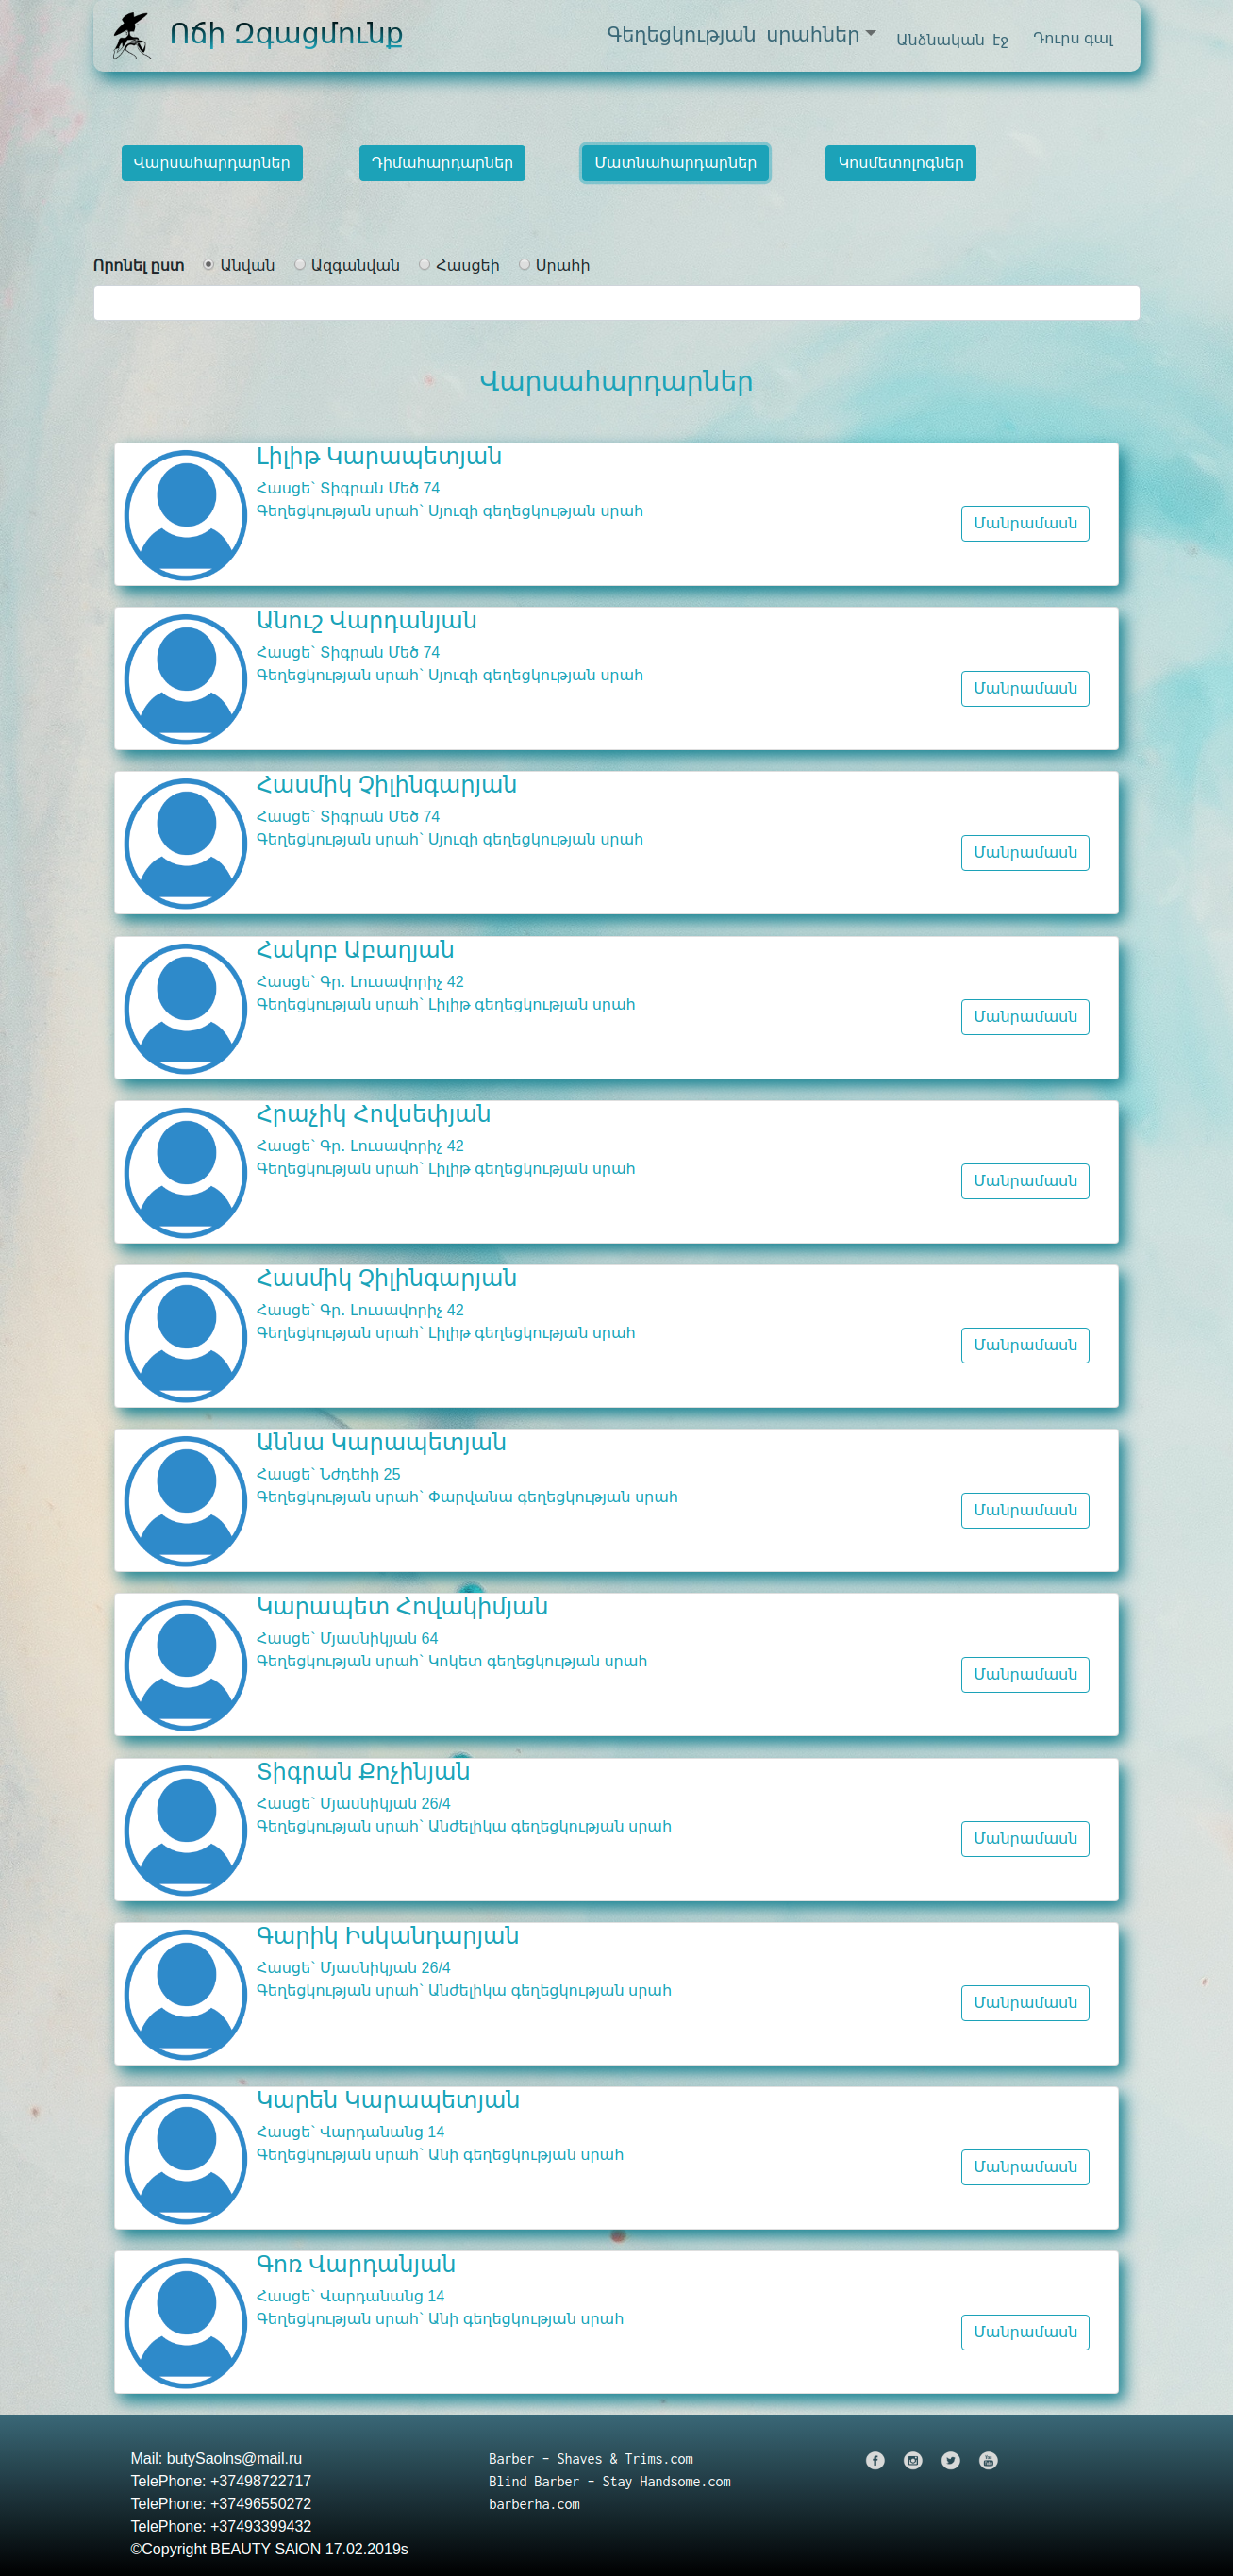 Ոճի Զգացմունք
Գեղեցկության սրահներ
Անձնական էջ
Դուրս գալ
Վարսահարդարներ
Դիմահարդարներ
Մատնահարդարներ
Կոսմետոլոգներ
Որոնել ըստ
Անվան
Ազգանվան
Հասցեի
Սրահի
Վարսահարդարներ
Լիլիթ Կարապետյան
Հասցե` Տիգրան Մեծ 74
Գեղեցկության սրահ` Սյուզի գեղեցկության սրահ
Մանրամասն
Անուշ Վարդանյան
Հասցե` Տիգրան Մեծ 74
Գեղեցկության սրահ` Սյուզի գեղեցկության սրահ
Մանրամասն
Հասմիկ Չիլինգարյան
Հասցե` Տիգրան Մեծ 74
Գեղեցկության սրահ` Սյուզի գեղեցկության սրահ
Մանրամասն
Հակոբ Աբաղյան
Հասցե` Գր. Լուսավորիչ 42
Գեղեցկության սրահ` Լիլիթ գեղեցկության սրահ
Մանրամասն
Հրաչիկ Հովսեփյան
Հասցե` Գր. Լուսավորիչ 42
Գեղեցկության սրահ` Լիլիթ գեղեցկության սրահ
Մանրամասն
Հասմիկ Չիլինգարյան
Հասցե` Գր. Լուսավորիչ 42
Գեղեցկության սրահ` Լիլիթ գեղեցկության սրահ
Մանրամասն
Աննա Կարապետյան
Հասցե` Նժդեհի 25
Գեղեցկության սրահ` Փարվանա գեղեցկության սրահ
Մանրամասն
Կարապետ Հովակիմյան
Հասցե` Մյասնիկյան 64
Գեղեցկության սրահ` Կոկետ գեղեցկության սրահ
Մանրամասն
Տիգրան Քոչինյան
Հասցե` Մյասնիկյան 26/4
Գեղեցկության սրահ` Անժելիկա գեղեցկության սրահ
Մանրամասն
Գարիկ Իսկանդարյան
Հասցե` Մյասնիկյան 26/4
Գեղեցկության սրահ` Անժելիկա գեղեցկության սրահ
Մանրամասն
Կարեն Կարապետյան
Հասցե` Վարդանանց 14
Գեղեցկության սրահ` Անի գեղեցկության սրահ
Մանրամասն
Գոռ Վարդանյան
Հասցե` Վարդանանց 14
Գեղեցկության սրահ` Անի գեղեցկության սրահ
Մանրամասն
Mail: butySaolns@mail.ru
TelePhone: +37498722717
TelePhone: +37496550272
TelePhone: +37493399432
©Copyright BEAUTY SAlON 17.02.2019s
Barber - Shaves & Trims.com
Blind Barber - Stay Handsome.com
barberha.com